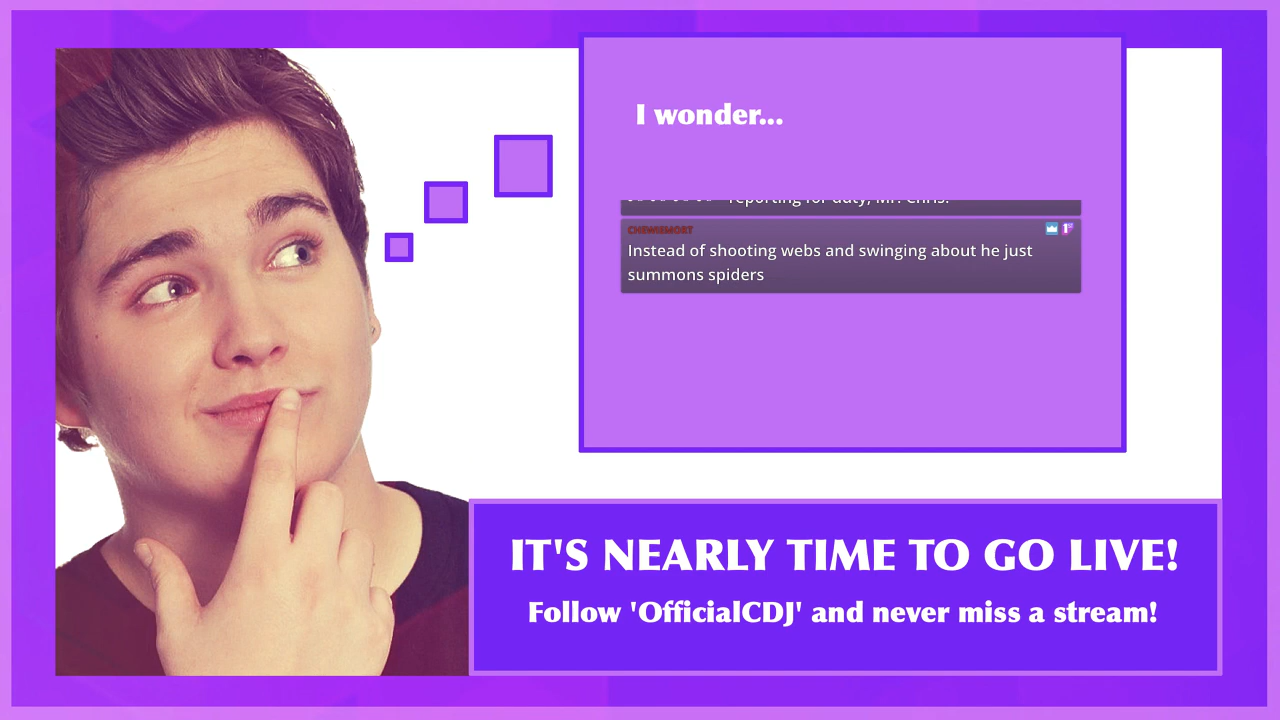 I wonder...
reporting for duty, Mr. Chris.
CHEWIEMORT
Instead of shooting webs and swinging about he just
summons spiders
IT'S NEARLY TIME TO GO LIVE!
Follow 'OfficialCDJ' and never miss a stream!